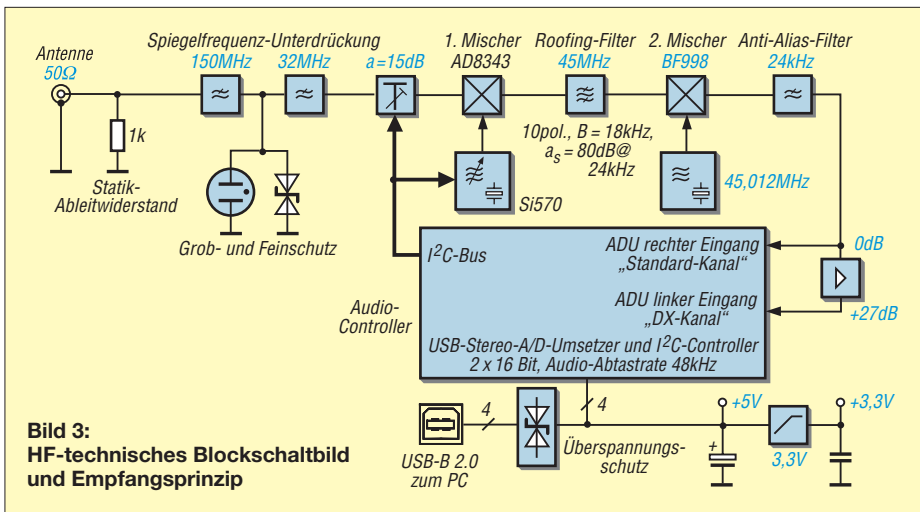 Antenne
50Ω
Spiegelfrequenz-Unterdrückung
150MHz
32MHz
a=15dB
1. Mischer
AD8343
Roofing-Filter
45MHz
2. Mischer
BF998
Anti-Alias-Filter
24kHz
1k
Statik-
Ableitwiderstand
Grob- und Feinschutz
Si570
10pol., B = 18kHz,
as = 80dB@
24kHz
45,012MHz
I²C-Bus
ADU rechter Eingang
„Standard-Kanal“
0dB
ADU linker Eingang
„DX-Kanal“
+27dB
Audio-
Controller
USB-Stereo-A/D-Umsetzer und I²C-Controller
2 x 16 Bit, Audio-Abtastrate 48kHz
4
4
USB-B 2.0
zum PC
Überspannungs-
schutz
+5V
+
3,3V
+3,3V
Bild 3:
HF-technisches Blockschaltbild
und Empfangsprinzip